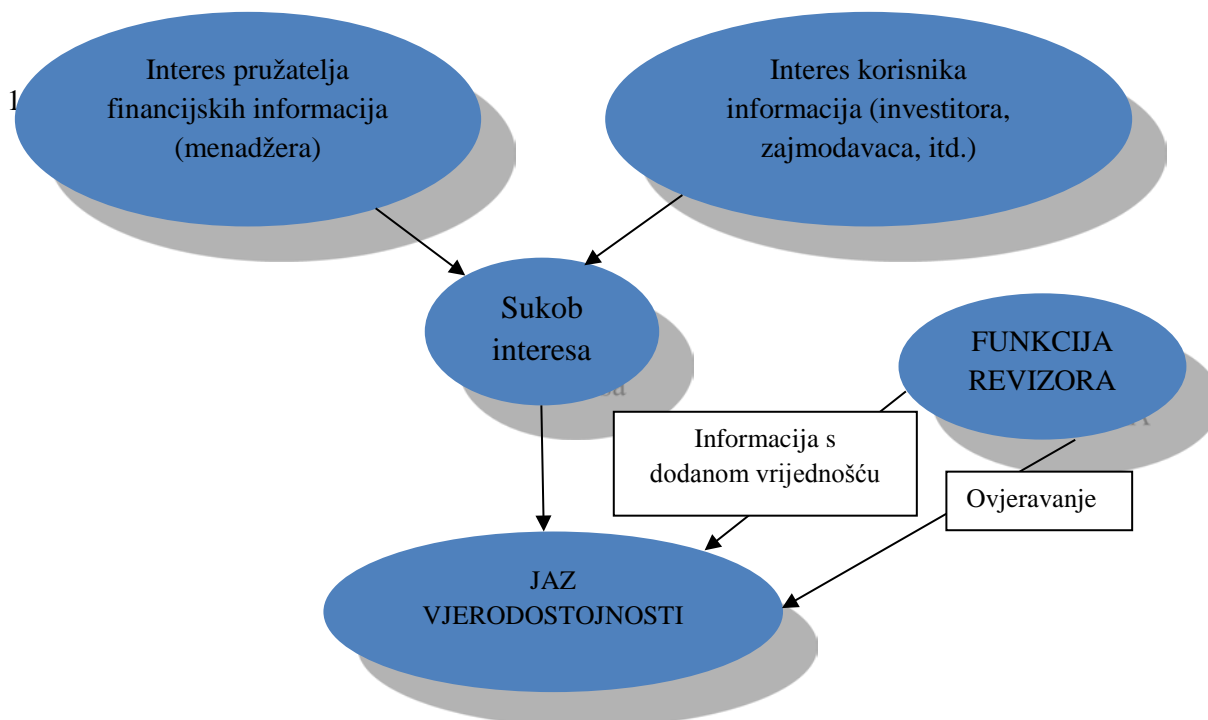 Interes pružatelja
financijskih informacija
(menadžera)
1
Interes korisnika
informacija (investitora,
zajmodavaca, itd.)
Sukob
interesa
FUNKCIJA
REVIZORA
Informacija s
dodanom vrijednošću
Ovjeravanje
JAZ
VJERODOSTOJNOSTI